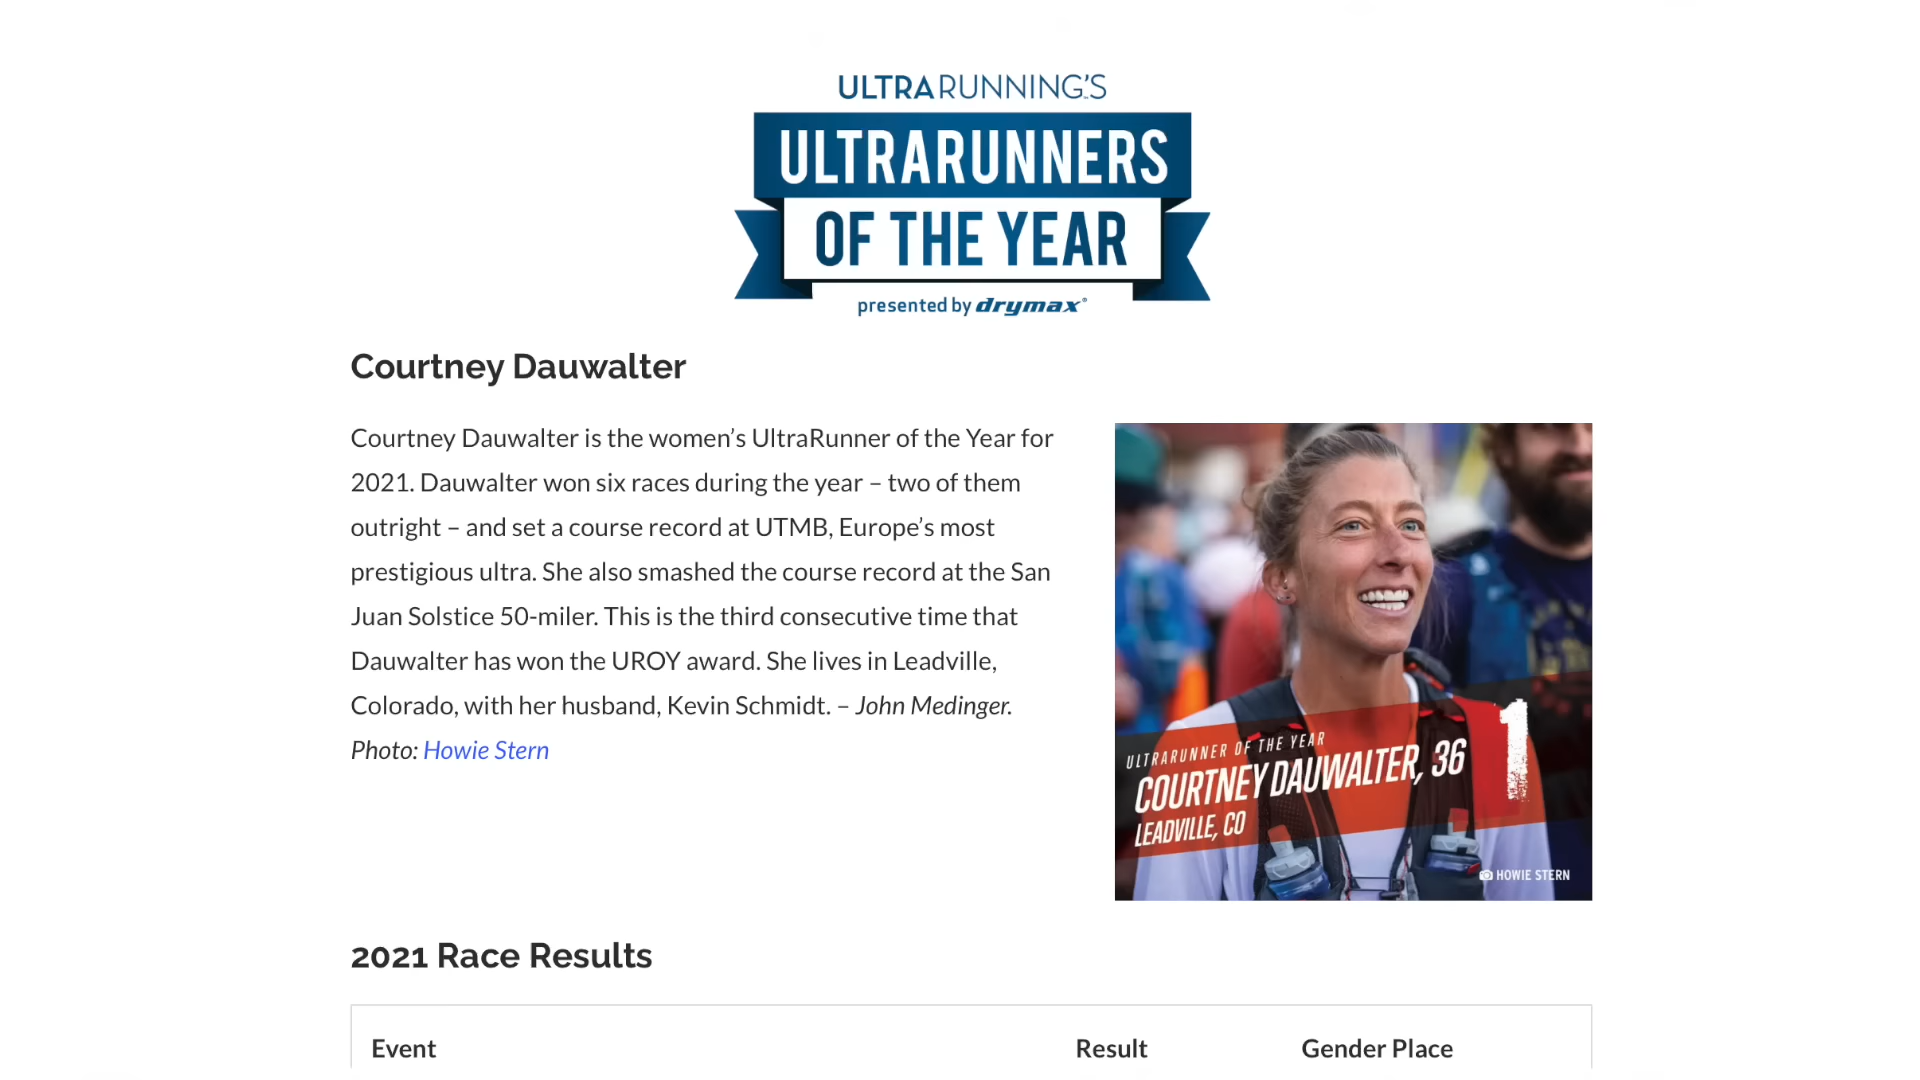 ULTRARUNNING'S
ULTRARUNNERS
OF THE YEAR
presented by drymax®
Courtney Dauwalter
Courtney Dauwalter is the women’s UltraRunner of the Year for
2021. Dauwalter won six races during the year – two of them
outright – and set a course record at UTMB, Europe’s most
prestigious ultra. She also smashed the course record at the San
Juan Solstice 50-miler. This is the third consecutive time that
Dauwalter has won the UROY award. She lives in Leadville,
Colorado, with her husband, Kevin Schmidt. – John Medinger.
Photo: Howie Stern
ULTRARUNNER OF THE YEAR
COURTNEY DAUWALTER, 36
1
LEADVILLE, CO
HOWIE STERN
2021 Race Results
Event Result Gender Place